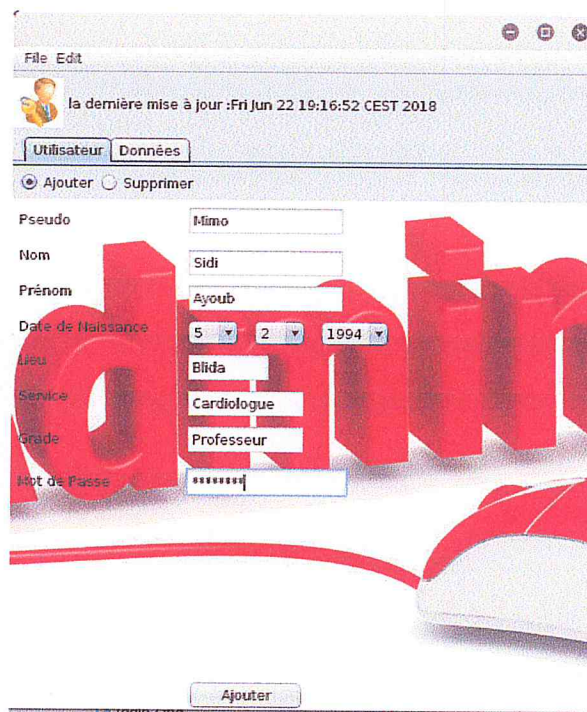 File Edit
la dernière mise à jour :Fri Jun 22 19:16:52 CEST 2018
Utilisateur Données
Ajouter Supprimer
Pseudo Mimo
Nom Sidi
Prénom Ayoub
Date de Naissance 5 2 1994
Lieu Blida
Service Cardiologue
Grade Professeur
Mot de Passe ********
Admin
Ajouter